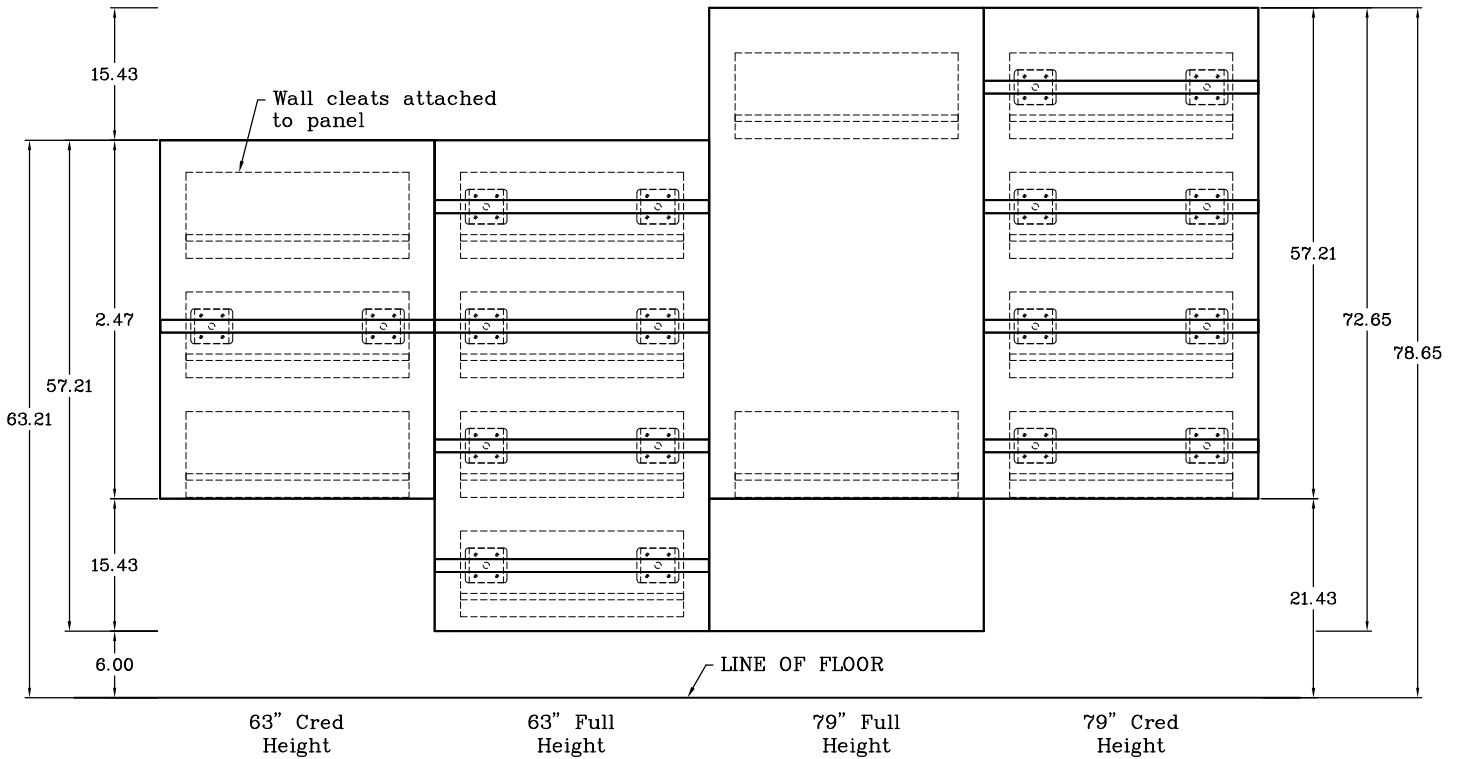 15.43
Wall cleats attached
to panel
57.21
2.47
72.65
78.65
57.21
63.21
15.43
21.43
6.00
LINE OF FLOOR
63" Cred
Height
63" Full
Height
79" Full
Height
79" Cred
Height